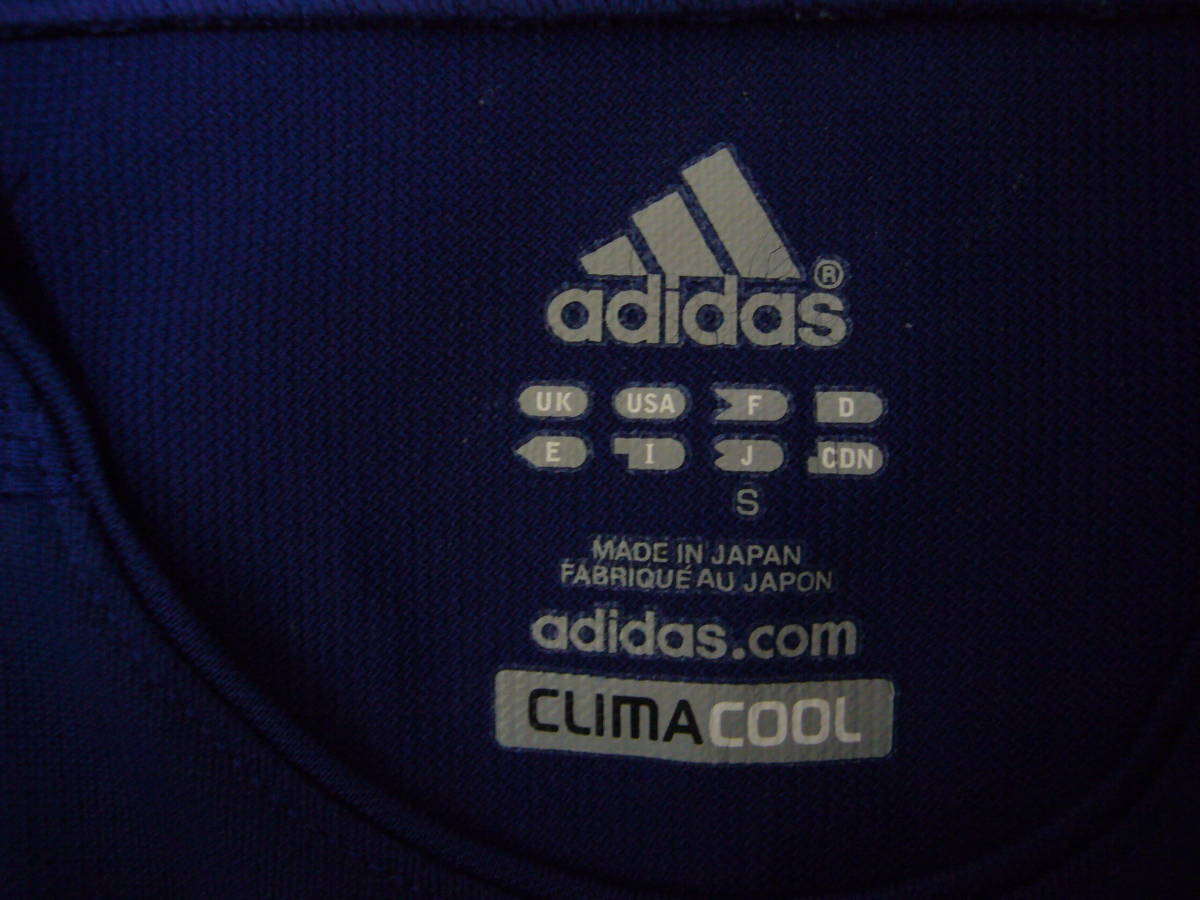 adidas®
UK USA F D
E I J CDN
S
MADE IN JAPAN
FABRIQUÉ AU JAPON
adidas.com
CLIMACOOL